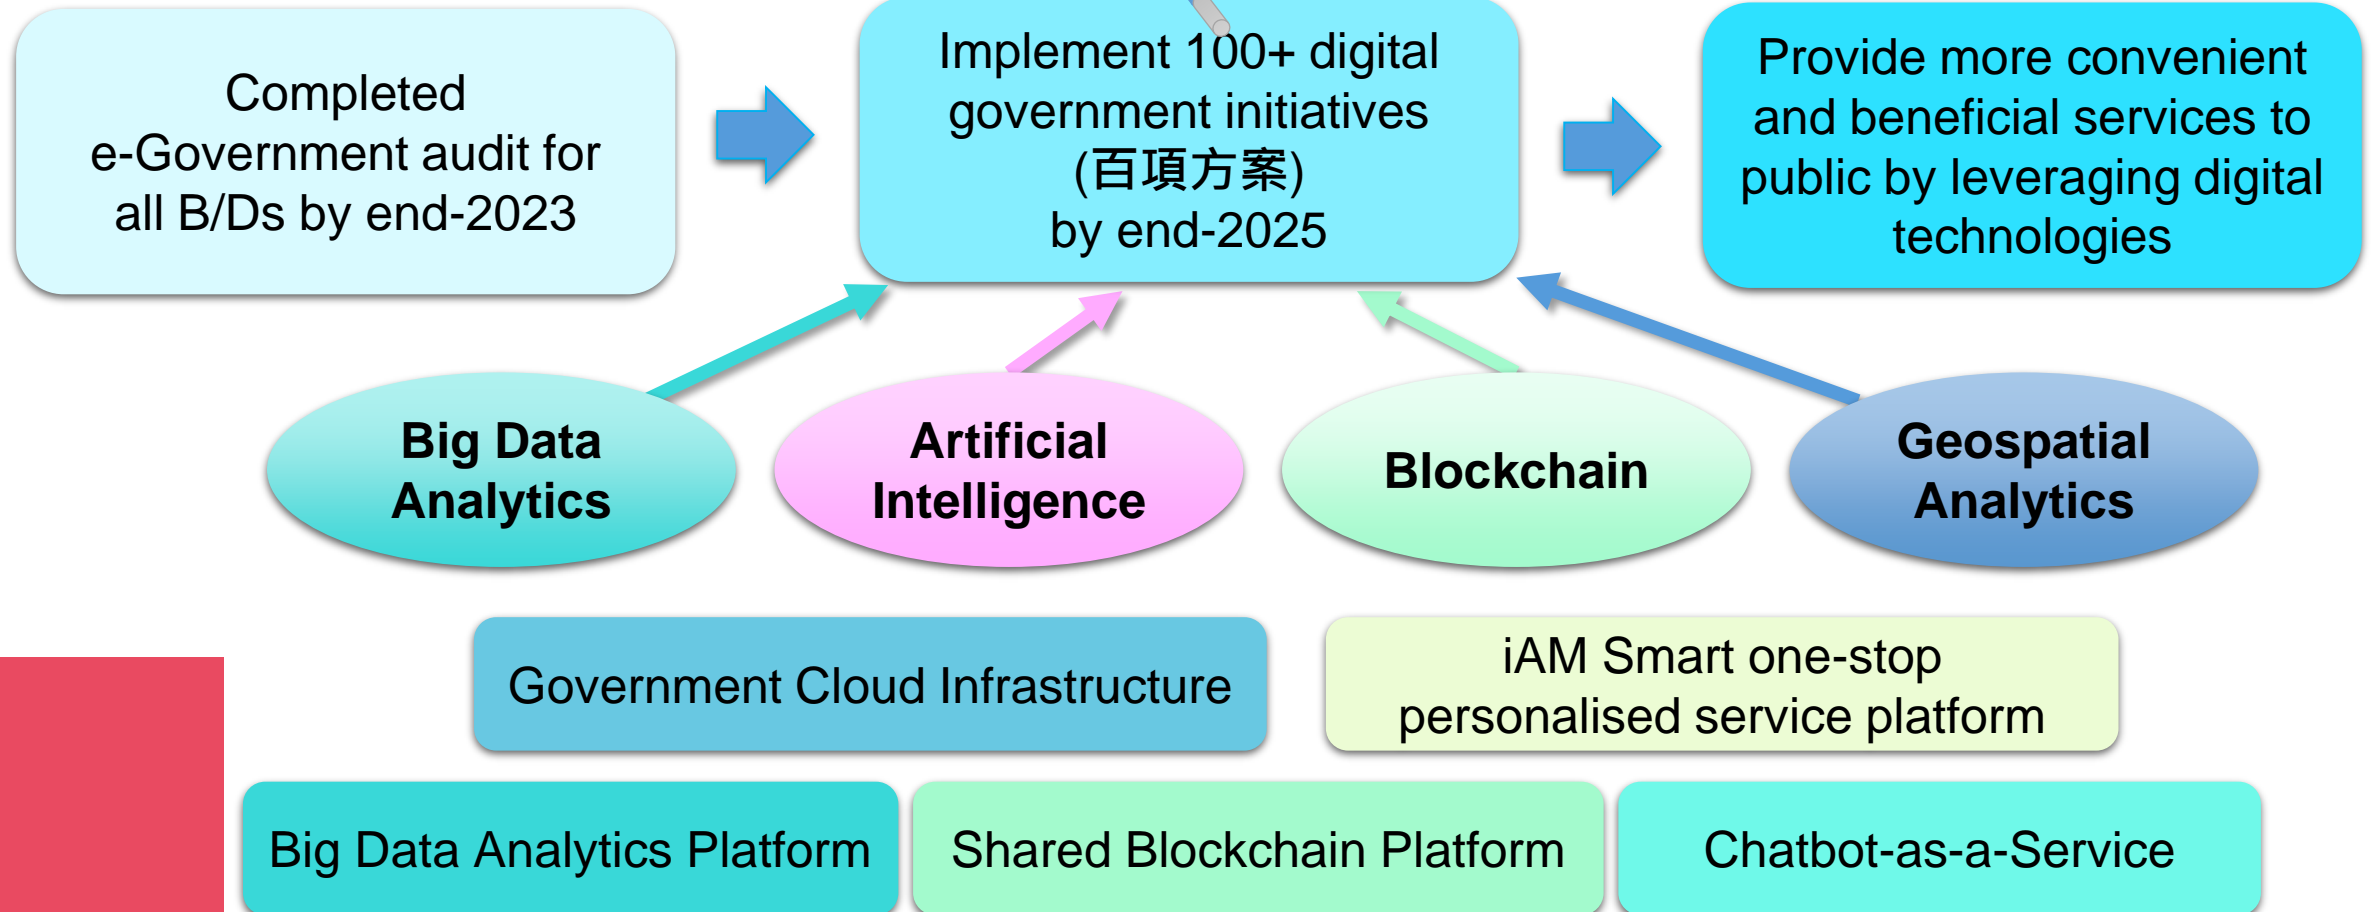 Completed
e-Government audit for
all B/Ds by end-2023
Implement 100+ digital
government initiatives
(百項方案)
by end-2025
Provide more convenient
and beneficial services to
public by leveraging digital
technologies
Big Data
Analytics
Artificial
Intelligence
Blockchain
Geospatial
Analytics
Government Cloud Infrastructure
iAM Smart one-stop
personalised service platform
Big Data Analytics Platform
Shared Blockchain Platform
Chatbot-as-a-Service